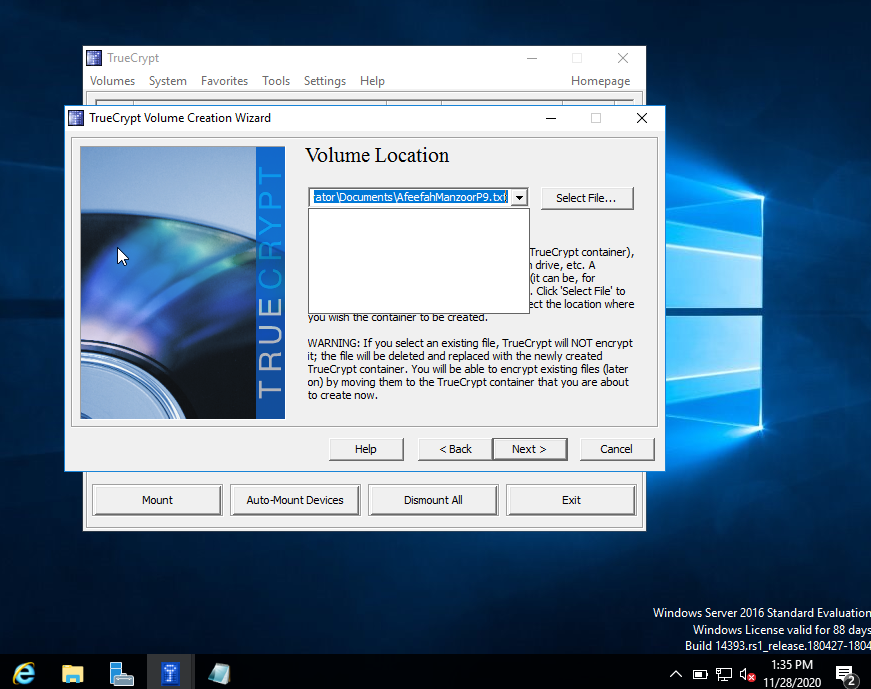 TrueCrypt
Volumes System Favorites Tools Settings Help Homepage
TrueCrypt Volume Creation Wizard
TRUECRYPT
Volume Location
ator\Documents\AfeefahManzoorP9.txt
Select File...
TrueCrypt container),
drive, etc. A
(it can be, for
. Click 'Select File' to
ect the location where
you wish the container to be created.
WARNING: If you select an existing file, TrueCrypt will NOT encrypt
it; the file will be deleted and replaced with the newly created
TrueCrypt container. You will be able to encrypt existing files (later
on) by moving them to the TrueCrypt container that you are about
to create now.
Help < Back Next > Cancel
Mount Auto-Mount Devices Dismount All Exit
Windows Server 2016 Standard Evaluation
Windows License valid for 88 days
Build 14393.rs1_release.180427-1804
1:35 PM
11/28/2020
2